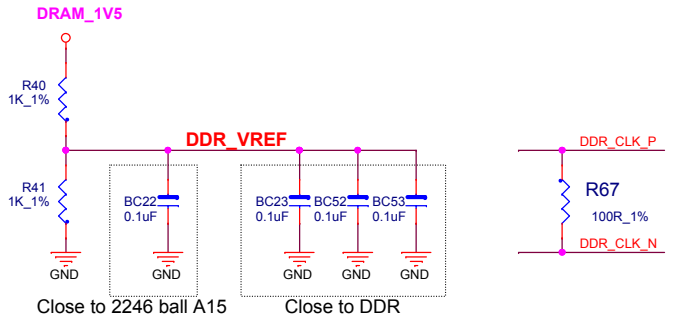 DRAM_1V5
R40
1K_1%
DDR_VREF
DDR_CLK_P
R41
1K_1%
BC22
0.1uF
BC23
0.1uF
BC52
0.1uF
BC53
0.1uF
R67
100R_1%
DDR_CLK_N
GND
GND
GND
GND
GND
Close to 2246 ball A15
Close to DDR